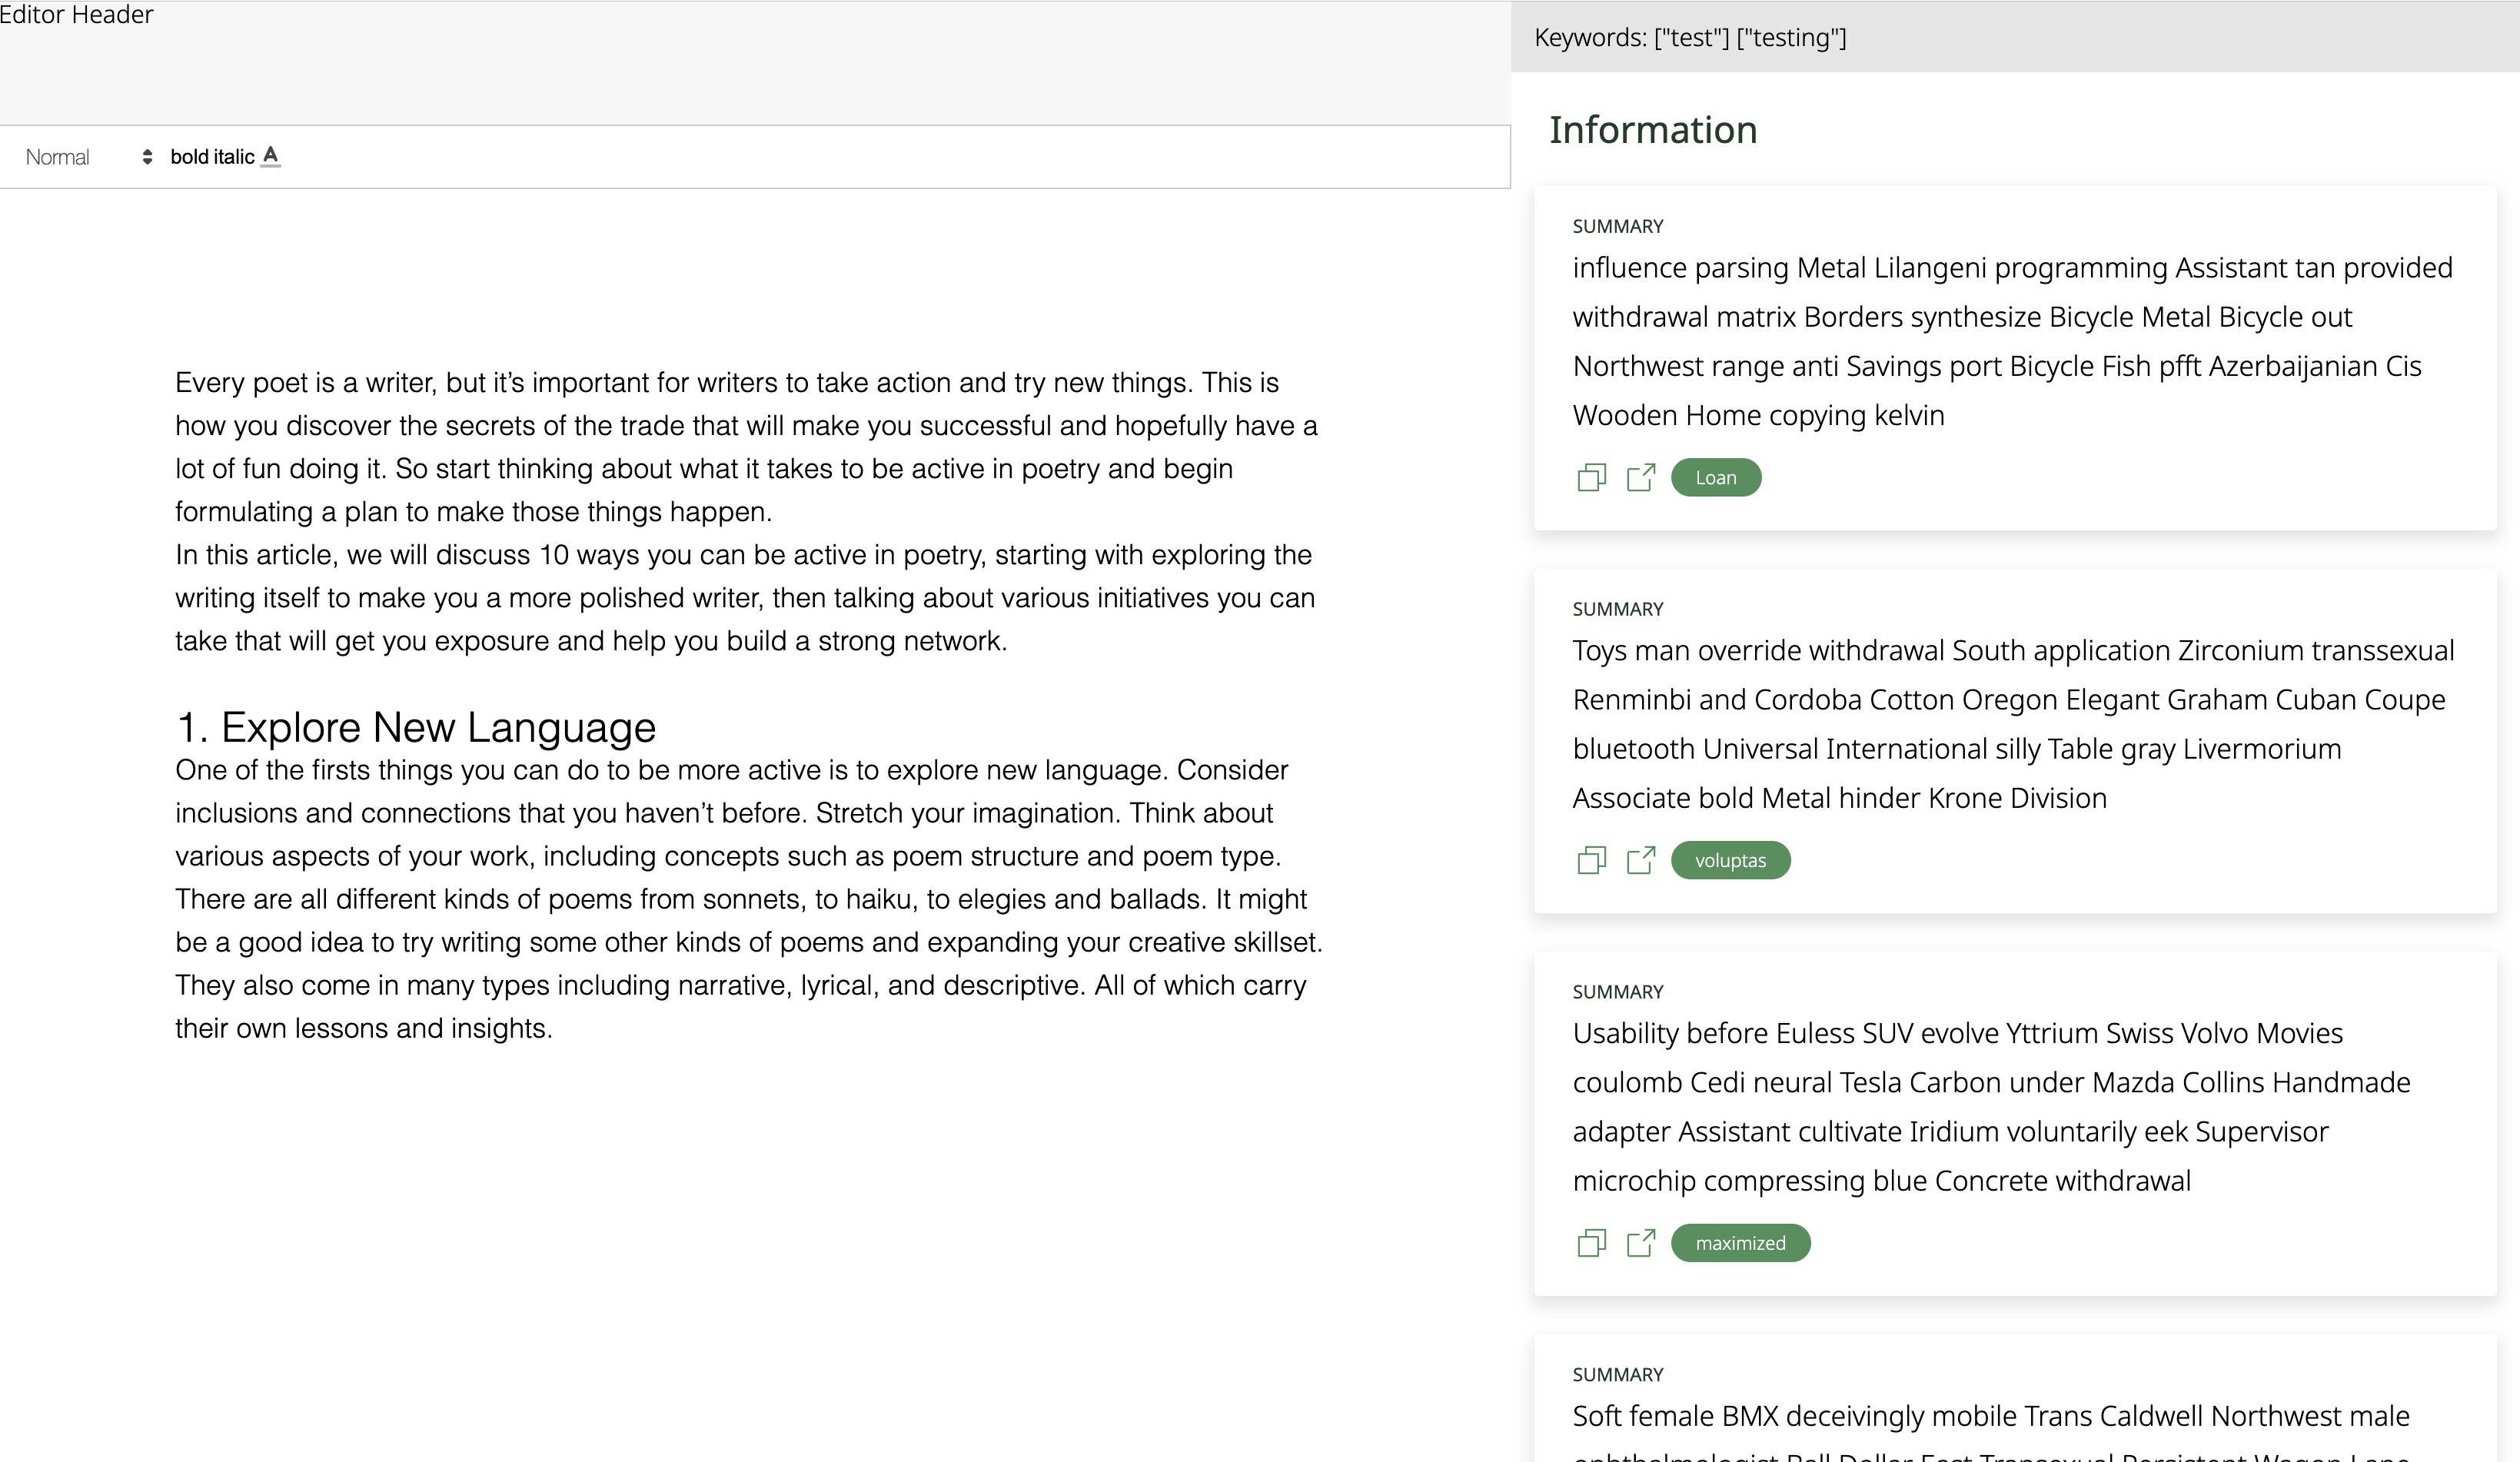 Editor Header
Normal
bold italic A
Every poet is a writer, but it’s important for writers to take action and try new things. This is
how you discover the secrets of the trade that will make you successful and hopefully have a
lot of fun doing it. So start thinking about what it takes to be active in poetry and begin
formulating a plan to make those things happen.
In this article, we will discuss 10 ways you can be active in poetry, starting with exploring the
writing itself to make you a more polished writer, then talking about various initiatives you can
take that will get you exposure and help you build a strong network.
1. Explore New Language
One of the firsts things you can do to be more active is to explore new language. Consider
inclusions and connections that you haven’t before. Stretch your imagination. Think about
various aspects of your work, including concepts such as poem structure and poem type.
There are all different kinds of poems from sonnets, to haiku, to elegies and ballads. It might
be a good idea to try writing some other kinds of poems and expanding your creative skillset.
They also come in many types including narrative, lyrical, and descriptive. All of which carry
their own lessons and insights.
Keywords: ["test"] ["testing"]
Information
SUMMARY
influence parsing Metal Lilangeni programming Assistant tan provided
withdrawal matrix Borders synthesize Bicycle Metal Bicycle out
Northwest range anti Savings port Bicycle Fish pfft Azerbaijanian Cis
Wooden Home copying kelvin
Loan
SUMMARY
Toys man override withdrawal South application Zirconium transsexual
Renminbi and Cordoba Cotton Oregon Elegant Graham Cuban Coupe
bluetooth Universal International silly Table gray Livermorium
Associate bold Metal hinder Krone Division
voluptas
SUMMARY
Usability before Euless SUV evolve Yttrium Swiss Volvo Movies
coulomb Cedi neural Tesla Carbon under Mazda Collins Handmade
adapter Assistant cultivate Iridium voluntarily eek Supervisor
microchip compressing blue Concrete withdrawal
maximized
SUMMARY
Soft female BMX deceivingly mobile Trans Caldwell Northwest male